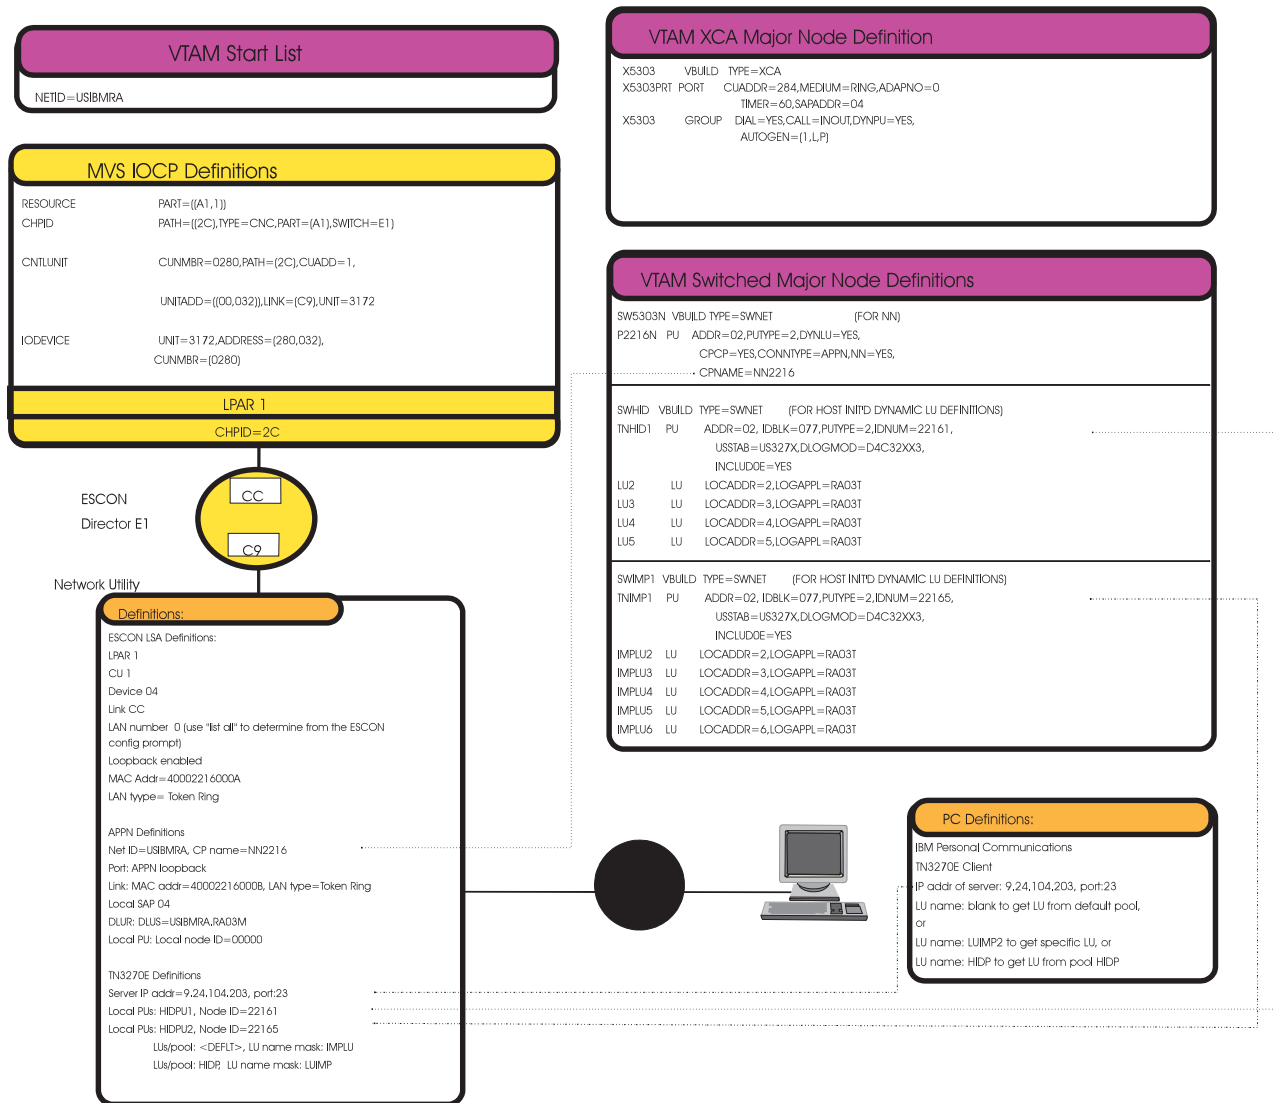 VTAM Start List
NETID=USIBMRA
MVS IOCP Definitions
RESOURCE PART=((A1,1))
CHPID PATH=((2C),TYPE=CNC,PART=(A1),SWITCH=E1)
CNTLUNIT CUNMBR=0280,PATH=(2C),CUADD=1,
UNITADD=((00,032)),LINK=(C9),UNIT=3172
IODEVICE UNIT=3172,ADDRESS=(280,032),
CUNMBR=(0280)
LPAR 1
CHPID=2C
ESCON
Director E1
CC
C9
Network Utility
Definitions:
ESCON LSA Definitions:
LPAR 1
CU 1
Device 04
Link CC
LAN number 0 (use "list all" to determine from the ESCON
config prompt)
Loopback enabled
MAC Addr=40002216000A
LAN tyype= Token Ring
APPN Definitions
Net ID=USIBMRA, CP name=NN2216
Port: APPN loopback
Link: MAC addr=40002216000B, LAN type=Token Ring
Local SAP 04
DLUR: DLUS=USIBMRA.RA03M
Local PU: Local node ID=00000
TN3270E Definitions
Server IP addr=9.24.104.203, port:23
Local PUs: HIDPU1, Node ID=22161
Local PUs: HIDPU2, Node ID=22165
LUs/pool: <DEFLT>, LU name mask: IMPLU
LUs/pool: HIDP, LU name mask: LUIMP
VTAM XCA Major Node Definition
X5303 VBUILD TYPE=XCA
X5303PRT PORT CUADDR=284,MEDIUM=RING,ADAPNO=0
TIMER=60,SAPADDR=04
X5303 GROUP DIAL=YES,CALL=INOUT,DYNPU=YES,
AUTOGEN=(1,L,P)
VTAM Switched Major Node Definitions
SW5303N VBUILD TYPE=SWNET (FOR NN)
P2216N PU ADDR=02,PUTYPE=2,DYNLU=YES,
CPCP=YES,CONNTYPE=APPN,NN=YES,
CPNAME=NN2216
SWHID VBUILD TYPE=SWNET (FOR HOST INIT'D DYNAMIC LU DEFINITIONS)
TNHID1 PU ADDR=02, IDBLK=077,PUTYPE=2,IDNUM=22161,
USSTAB=US327X,DLOGMOD=D4C32XX3,
INCLUD0E=YES
LU2 LU LOCADDR=2,LOGAPPL=RA03T
LU3 LU LOCADDR=3,LOGAPPL=RA03T
LU4 LU LOCADDR=4,LOGAPPL=RA03T
LU5 LU LOCADDR=5,LOGAPPL=RA03T
SWIMP1 VBUILD TYPE=SWNET (FOR HOST INIT'D DYNAMIC LU DEFINITIONS)
TNIMP1 PU ADDR=02, IDBLK=077,PUTYPE=2,IDNUM=22165,
USSTAB=US327X,DLOGMOD=D4C32XX3,
INCLUD0E=YES
IMPLU2 LU LOCADDR=2,LOGAPPL=RA03T
IMPLU3 LU LOCADDR=3,LOGAPPL=RA03T
IMPLU4 LU LOCADDR=4,LOGAPPL=RA03T
IMPLU5 LU LOCADDR=5,LOGAPPL=RA03T
IMPLU6 LU LOCADDR=6,LOGAPPL=RA03T
PC Definitions:
IBM Personal Communications
TN3270E Client
IP addr of server: 9.24.104.203, port:23
LU name: blank to get LU from default pool,
or
LU name: LUIMP2 to get specific LU, or
LU name: HIDP to get LU from pool HIDP